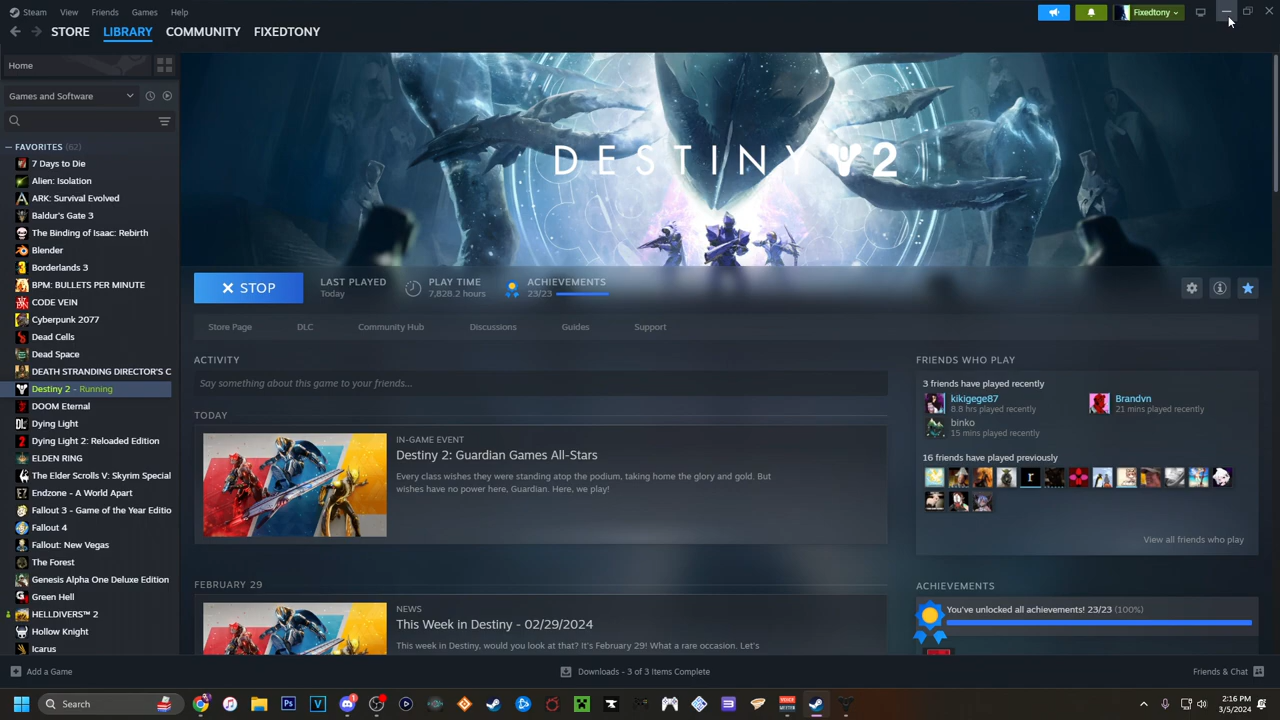 Steam View Friends Games Help
Fixedtony
STORE LIBRARY COMMUNITY FIXEDTONY
Home
Games and Software
FAVORITES (62)
7 Days to Die
Alien: Isolation
ARK: Survival Evolved
Baldur's Gate 3
The Binding of Isaac: Rebirth
Blender
Borderlands 3
BPM: BULLETS PER MINUTE
CODE VEIN
Cyberpunk 2077
Dead Cells
Dead Space
DEATH STRANDING DIRECTOR'S C
Destiny 2 - Running
DOOM Eternal
Dying Light
Dying Light 2: Reloaded Edition
ELDEN RING
The Elder Scrolls V: Skyrim Special
Endzone - A World Apart
Fallout 3 - Game of the Year Editio
Fallout 4
Fallout: New Vegas
The Forest
Genesis Alpha One Deluxe Edition
Green Hell
HELLDIVERS™ 2
Hollow Knight
Icarus
DESTINY 2
STOP
LAST PLAYED
Today
PLAY TIME
7,828.2 hours
ACHIEVEMENTS
23/23
Store Page DLC Community Hub Discussions Guides Support
ACTIVITY
Say something about this game to your friends...
TODAY
IN-GAME EVENT
Destiny 2: Guardian Games All-Stars
Every class wishes they were standing atop the podium, taking home the glory and gold. But
wishes have no power here, Guardian. Here, we play!
FEBRUARY 29
NEWS
This Week in Destiny - 02/29/2024
This week in Destiny, would you look at that? It's February 29! What a rare occasion. Let's
FRIENDS WHO PLAY
3 friends have played recently
kikigege87
8.8 hrs played recently
Brandvn
21 mins played recently
binko
15 mins played recently
16 friends have played previously
View all friends who play
ACHIEVEMENTS
You've unlocked all achievements! 23/23 (100%)
Add a Game
Downloads - 3 of 3 Items Complete
Friends & Chat
Search
2:16 PM
3/5/2024